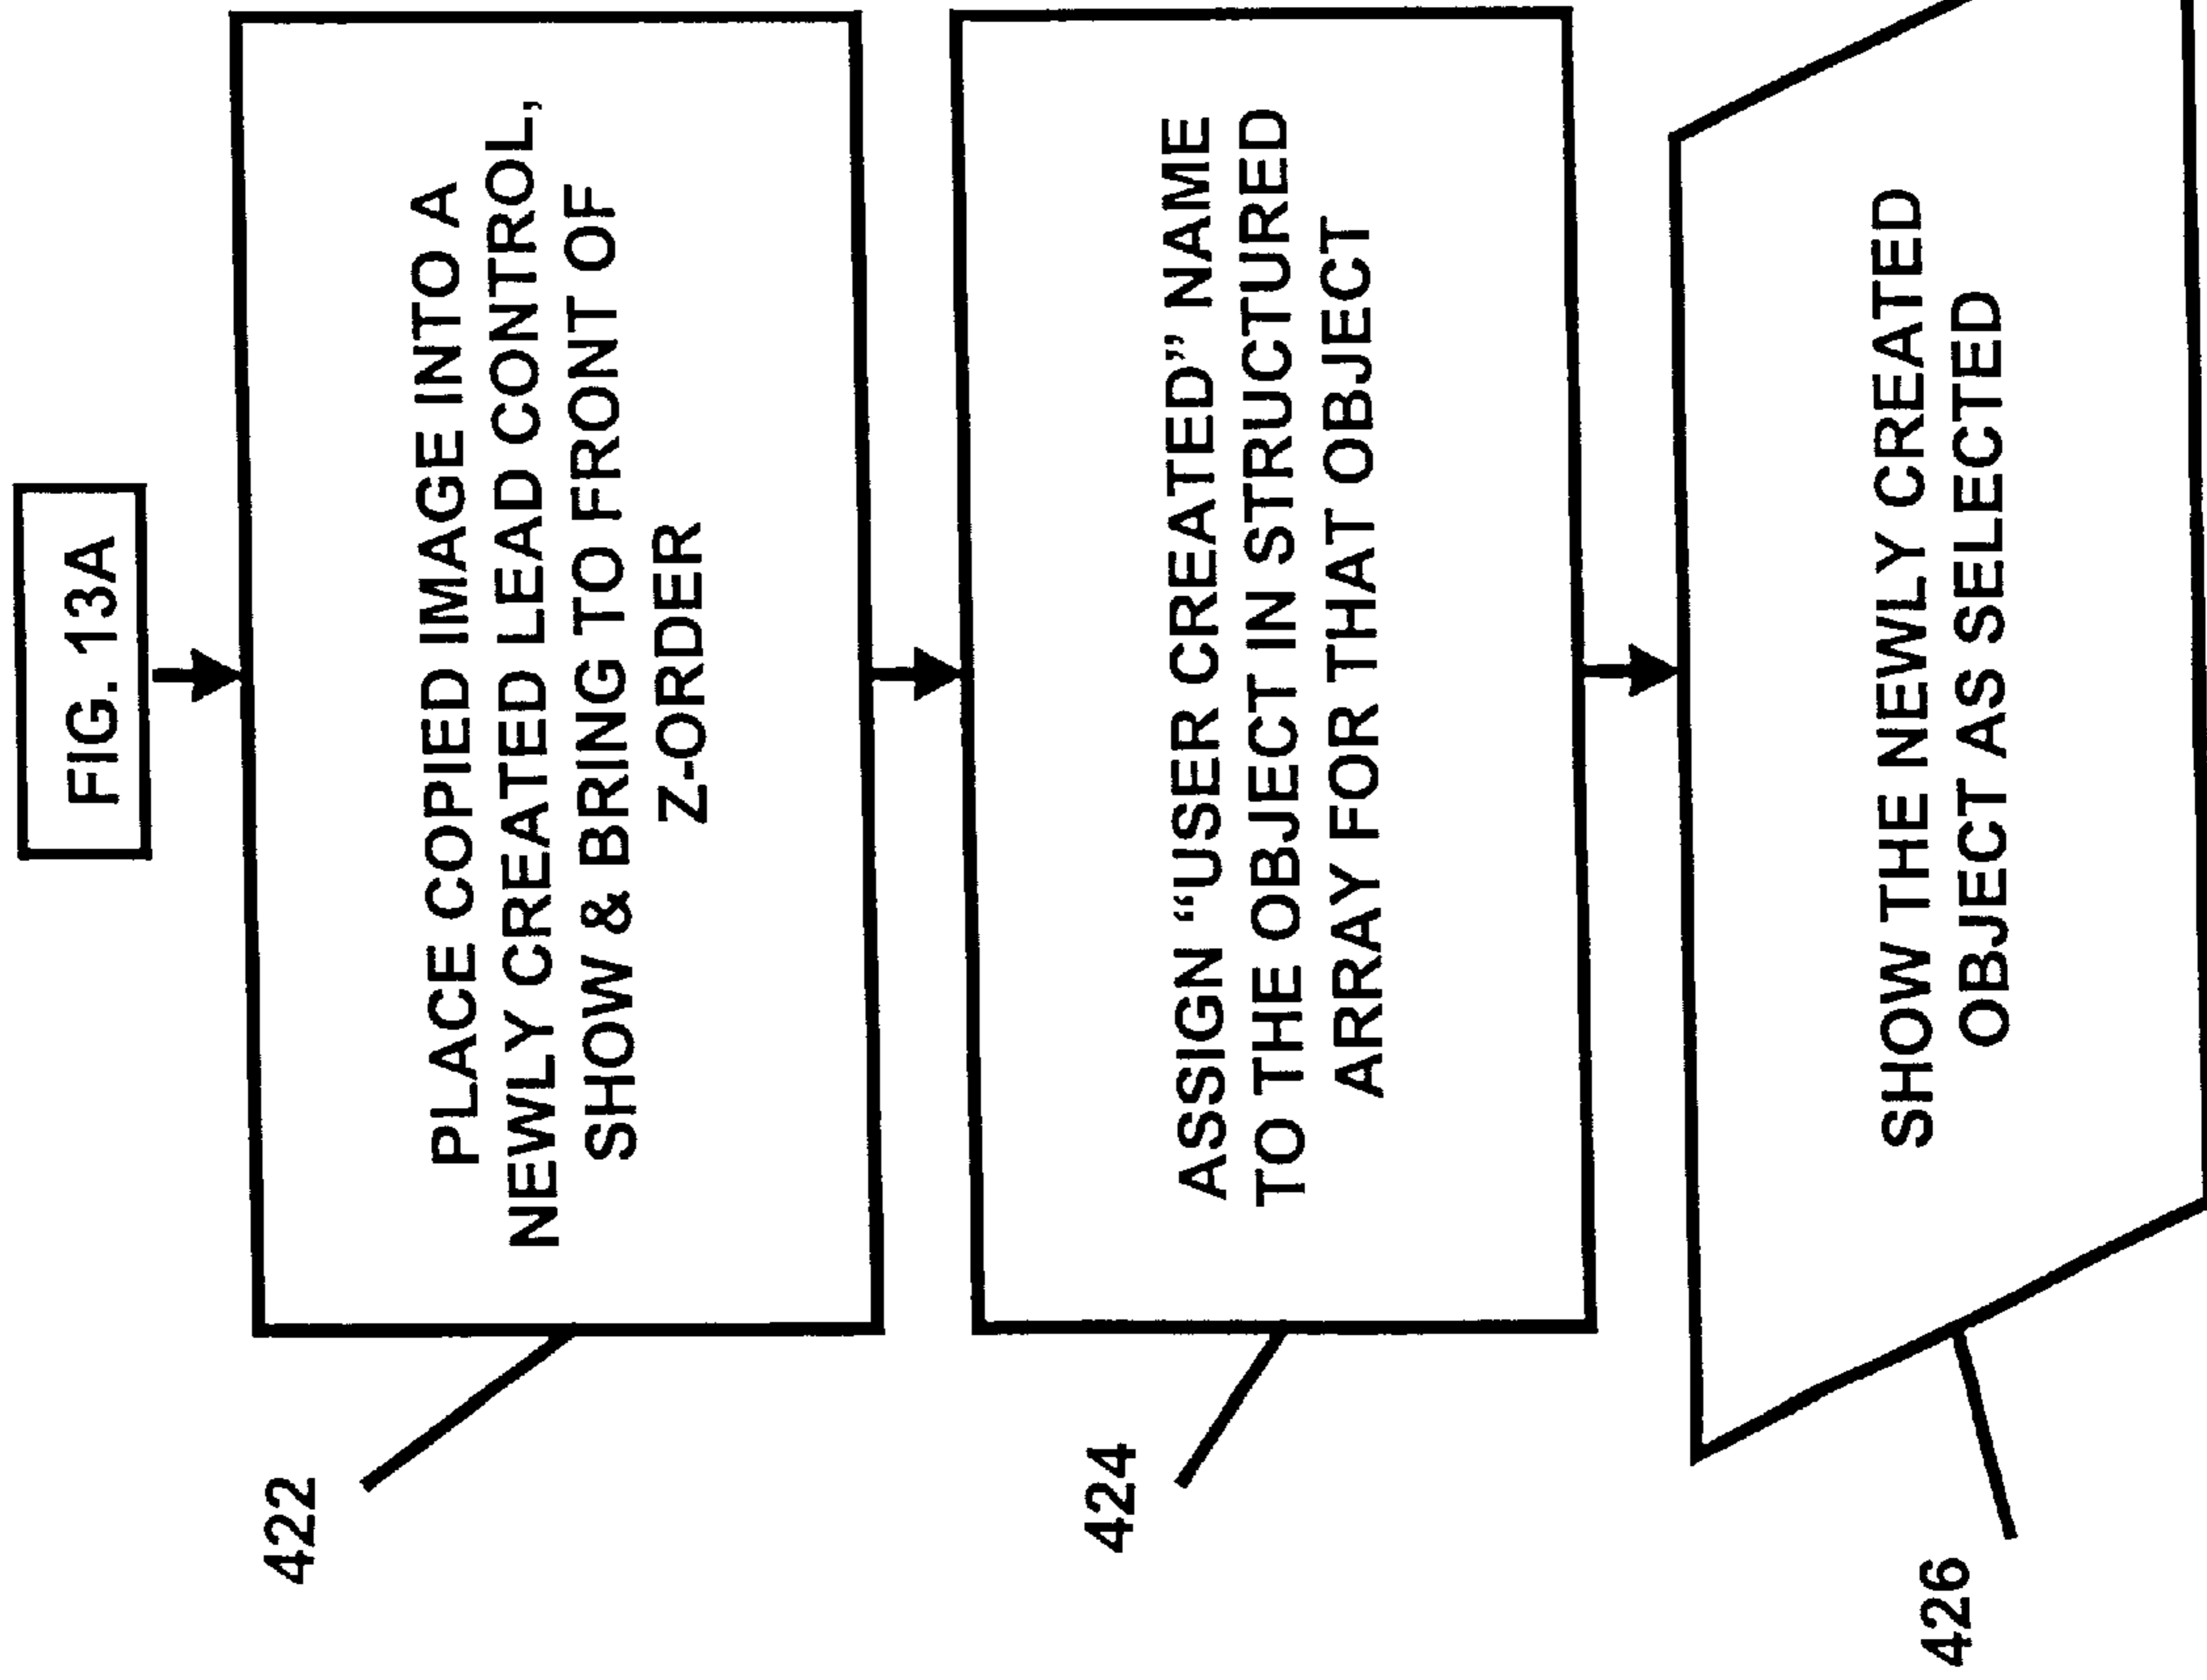 FIG. 13A
PLACE COPIED IMAGE INTO A
NEWLY CREATED LEAD CONTROL,
SHOW & BRING TO FRONT OF
Z-ORDER
422
ASSIGN “USER CREATED” NAME
TO THE OBJECT IN STRUCTURED
ARRAY FOR THAT OBJECT
424
SHOW THE NEWLY CREATED
OBJECT AS SELECTED
426